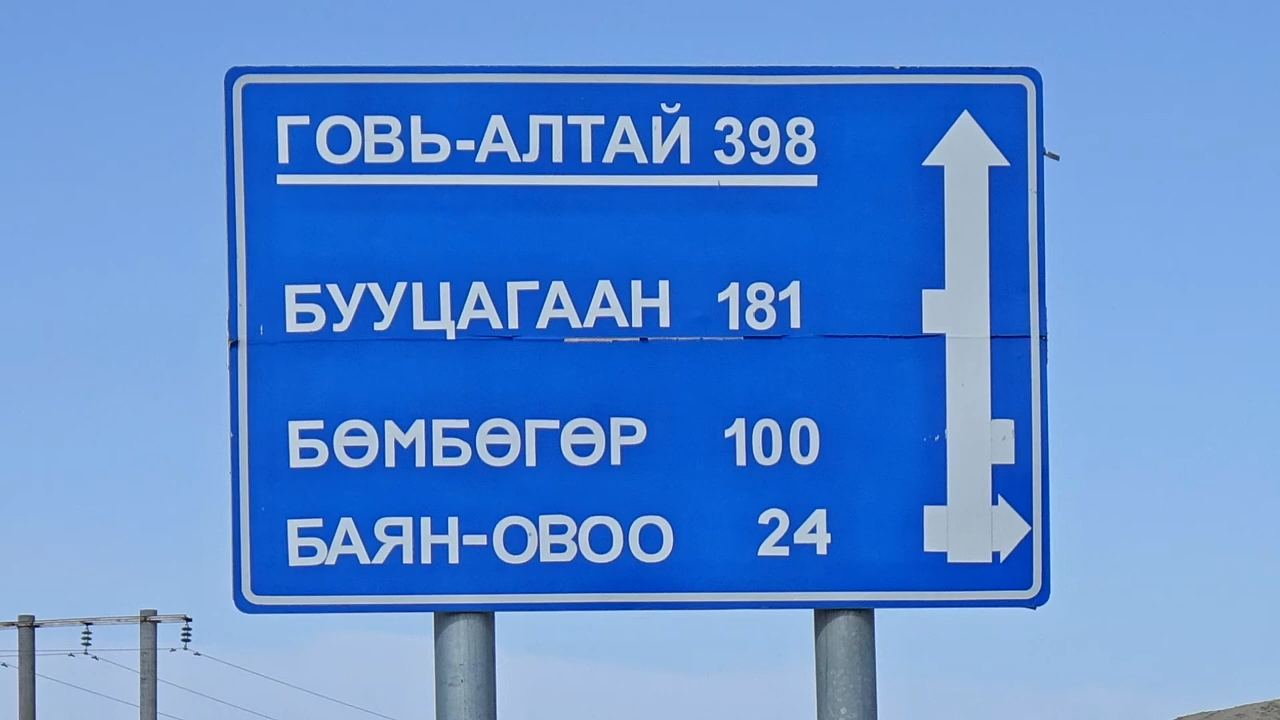 ГОВЬ-АЛТАЙ 398
БУУЦАГААН 181
БӨМБӨГӨР 100
БАЯН-ОВОО 24